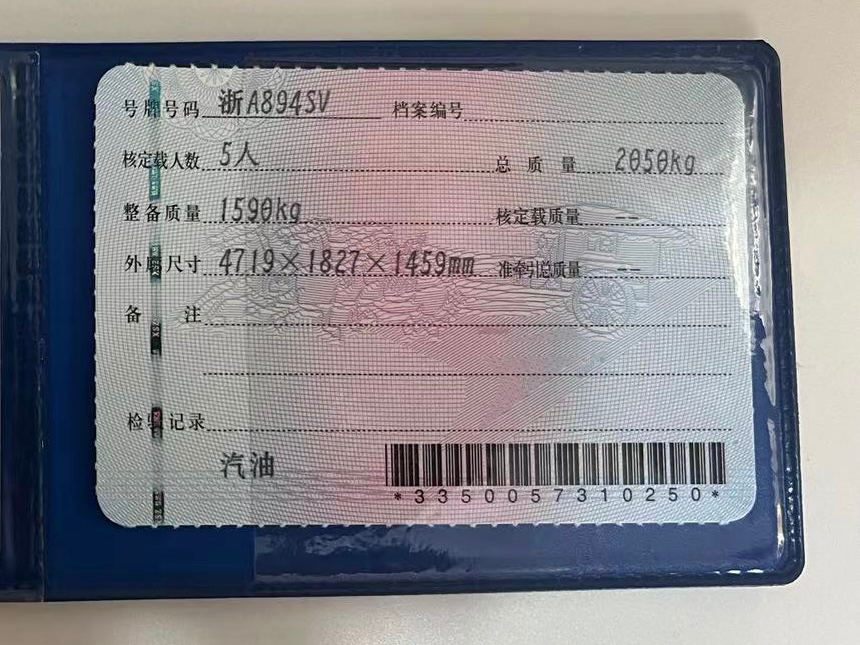 号牌号码 浙A894SV 档案编号
核定载人数 5人 总质量 2050kg
整备质量 1590kg 核定载质量 --
外廓尺寸 4719×1827×1459mm 准牵引总质量 --
备注
检验记录
汽油
*3350057310250*